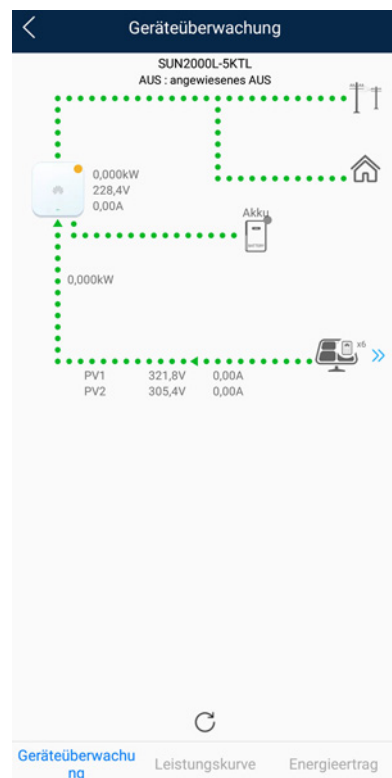 Geräteüberwachung
SUN2000L-5KTL
AUS : angewiesenes AUS
0,000kW
228,4V
0,00A
Akku
BATTERY
0,000kW
x6
PV1 321,8V 0,00A
PV2 305,4V 0,00A
Geräteüberwachu
ng
Leistungskurve
Energieertrag